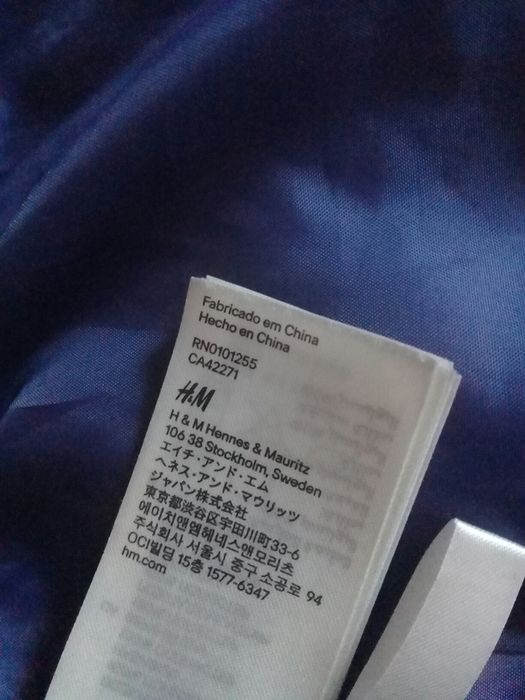 Fabricado em China
Hecho en China
RN0101255
CA42271
H&M
H & M Hennes & Mauritz
106 38 Stockholm, Sweden
エイチ・アンド・エム
ヘネス・アンド・マウリッツ
ジャパン株式会社
東京都渋谷区宇田川町33-6
에이치앤엠헤네스앤모리츠
주식회사 서울시 중구 소공로 94
OCI빌딩 15층 1577-6347
hm.com